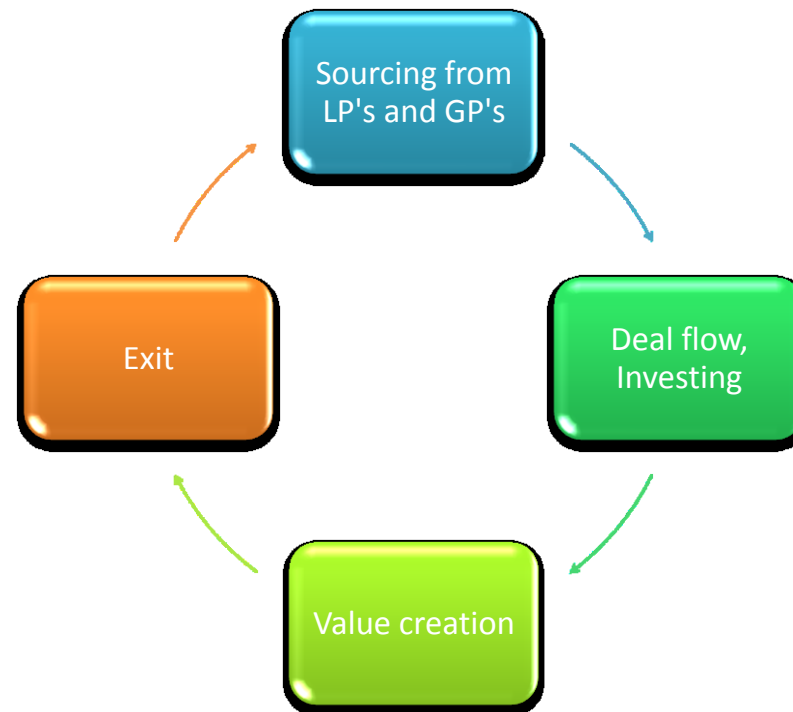 Sourcing from
LP's and GP's
Deal flow,
Investing
Value creation
Exit